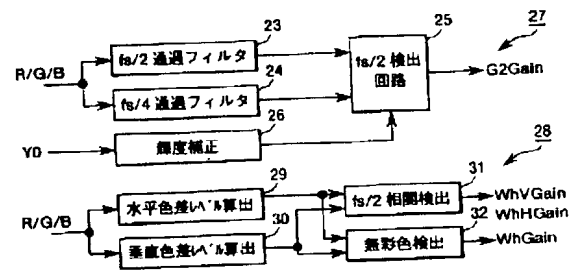 23
fs/2 通過フィルタ
25
27
R/G/B
24
fs/2 検出
回路
G2Gain
fs/4 通過フィルタ
26
Y0
輝度補正
28
29
31
水平色差ﾚﾍﾞﾙ算出
fs/2 相関検出
WhVGain
WhHGain
R/G/B
30
32
垂直色差ﾚﾍﾞﾙ算出
無彩色検出
WhGain